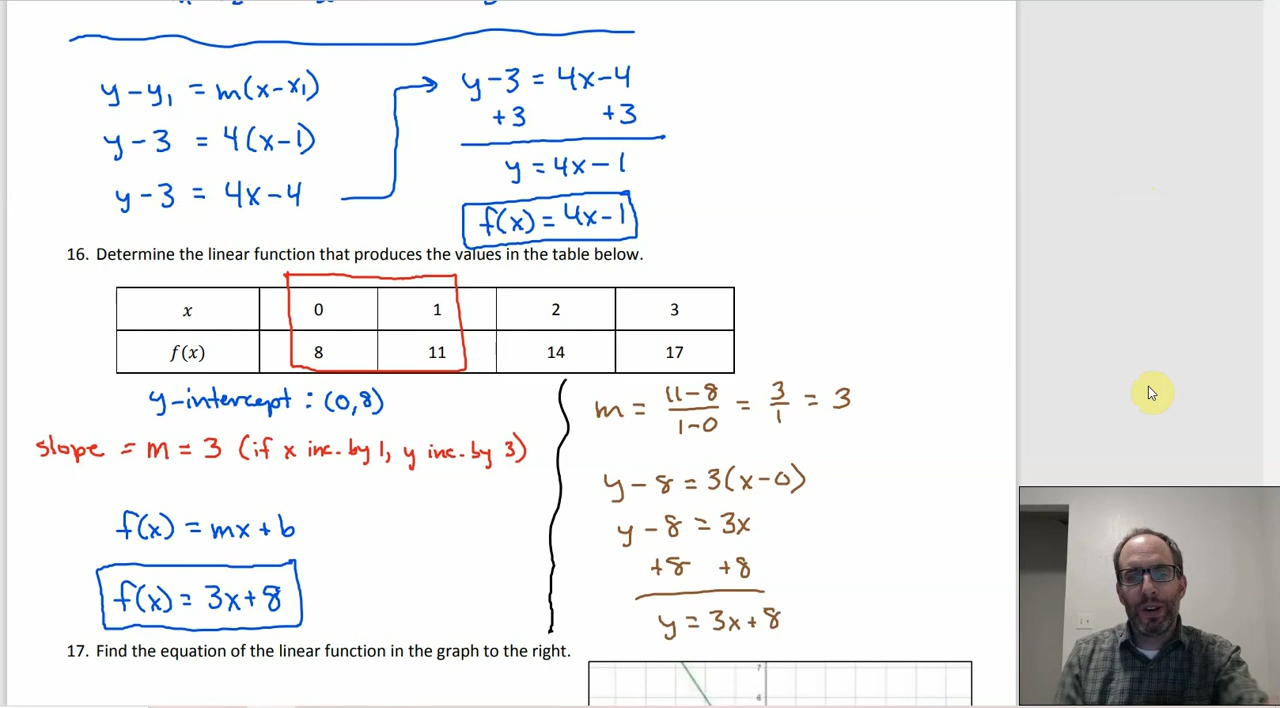 y - y₁ = m(x - x₁)
y - 3 = 4(x - 1)
y - 3 = 4x - 4
y - 3 = 4x - 4
+3 +3
y = 4x - 1
f(x) = 4x - 1
16. Determine the linear function that produces the values in the table below.
x 0 1 2 3
f(x) 8 11 14 17
y-intercept : (0,8)
slope = m = 3 (if x inc. by 1, y inc. by 3)
f(x) = mx + b
f(x) = 3x + 8
m = 11-8/1-0 = 3/1 = 3
y - 8 = 3(x - 0)
y - 8 = 3x
+8 +8
y = 3x + 8
17. Find the equation of the linear function in the graph to the right.
7